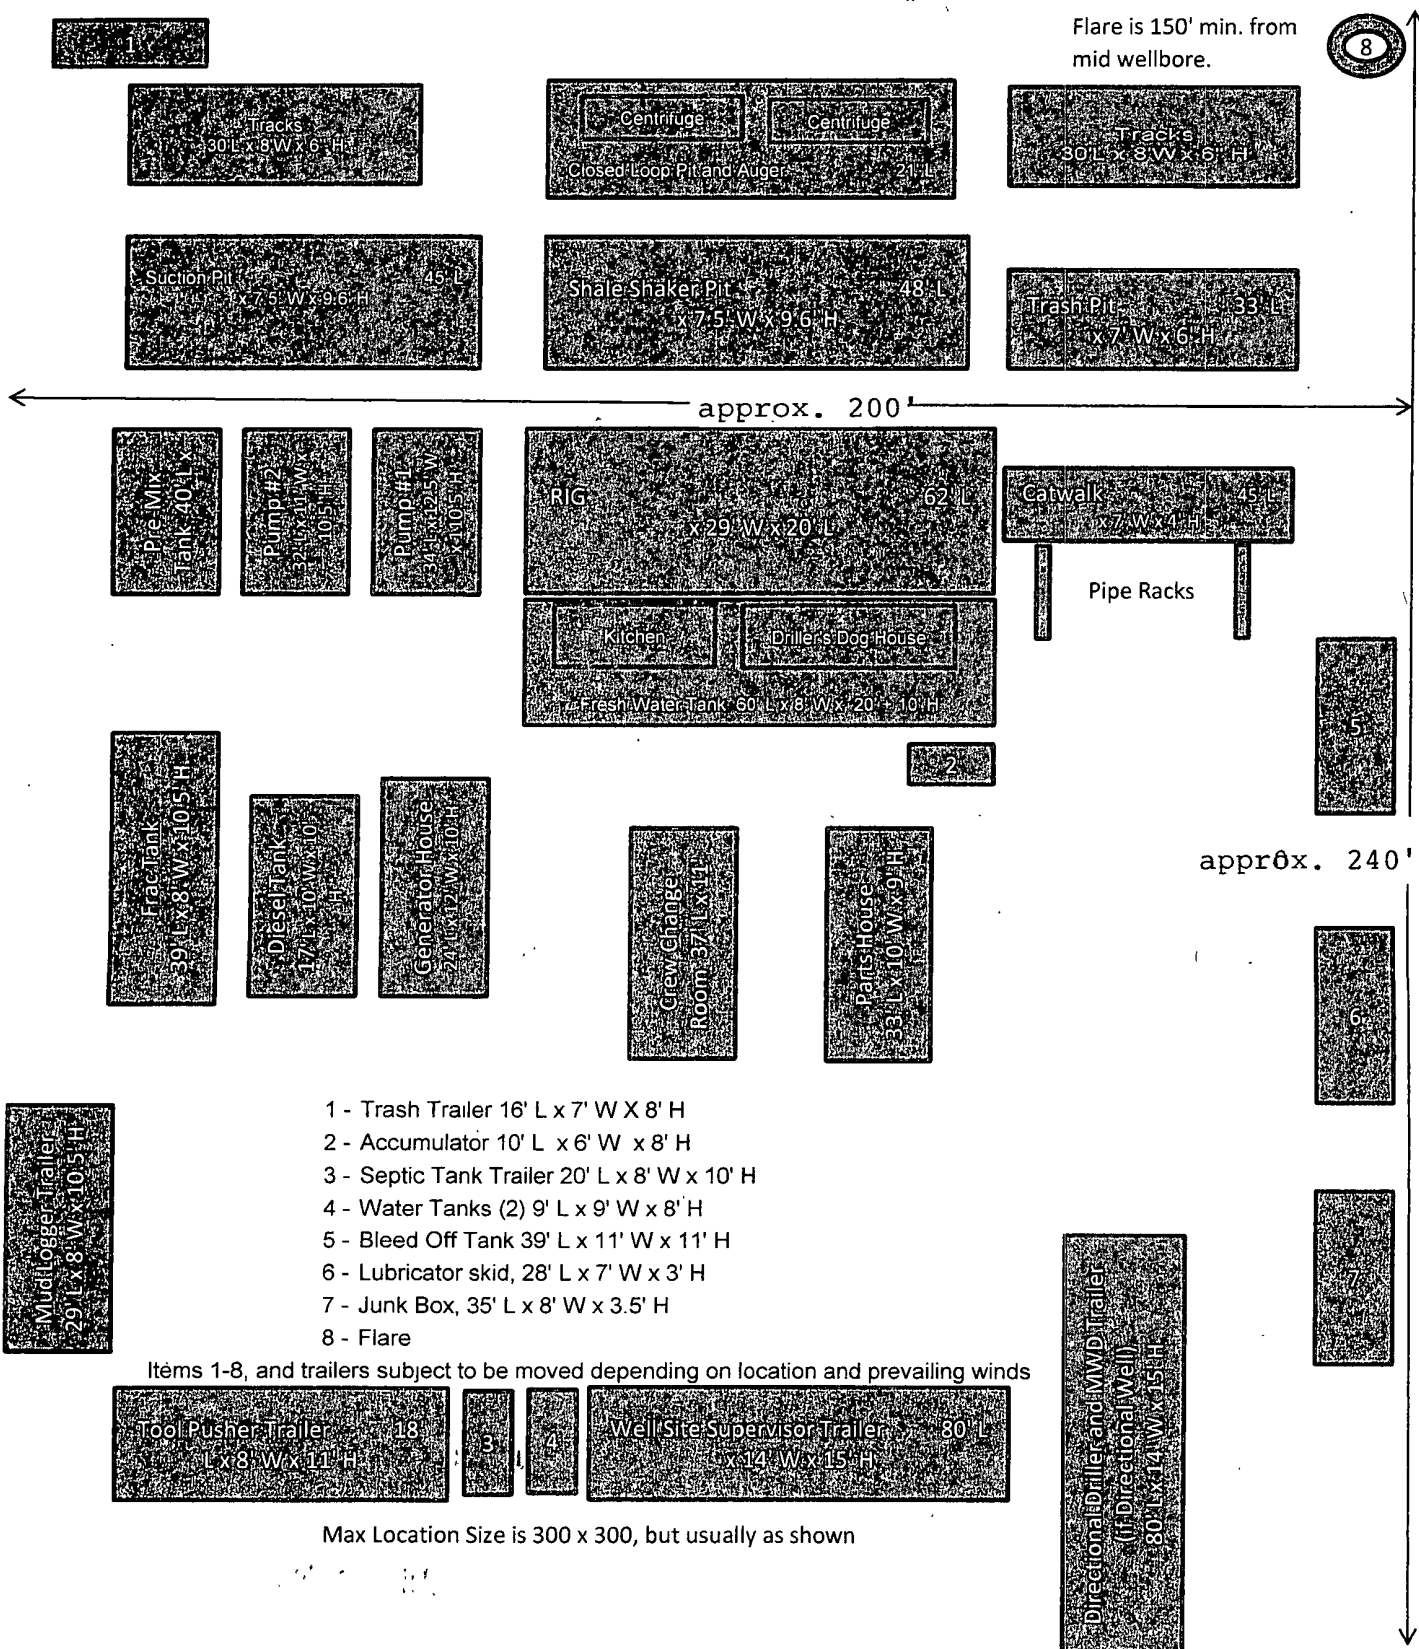 1
Flare is 150' min. from
mid wellbore.
8
Tracks
30' L x 8' W x 6' H
Centrifuge
Centrifuge
Closed Loop Pit and Auger 21' L
Tracks
30' L x 8' W x 6' H
Suction Pit 45' L
x 7.5' W x 9.6' H
Shale Shaker Pit 48' L
x 7.5' W x 9.6' H
Trash Pit 33' L
x 7' W x 6' H
approx. 200'
Pre-Mix
Tank 40' L x
Pump #2
32' L x 11' W x
10.5' H
Pump #1
x 10.5' H
RIG 62' L
x 29' W x 20' L
Catwalk 45' L
x 7' W x 4' H
Pipe Racks
Kitchen
Driller's Dog House
Fresh Water Tank 60' L x 8' W x 20' + 10' H
2
5
Frac Tank
39' L x 8' W x 10.5' H
Diesel Tank
17' L x 10' W x 10'
H
Generator House
24' L x 12' W x 10' H
Crew Change
Room 37' L x 11'
Parts House
33' L x 10' W x 9' H
approx. 240'
6
Mud Logger Trailer
29' L x 8' W x 10.5' H
1 - Trash Trailer 16' L x 7' W X 8' H
2 - Accumulator 10' L x 6' W x 8' H
3 - Septic Tank Trailer 20' L x 8' W x 10' H
4 - Water Tanks (2) 9' L x 9' W x 8' H
5 - Bleed Off Tank 39' L x 11' W x 11' H
6 - Lubricator skid, 28' L x 7' W x 3' H
7 - Junk Box, 35' L x 8' W x 3.5' H
8 - Flare
7
Items 1-8, and trailers subject to be moved depending on location and prevailing winds
Directional Driller and MWD Trailer
(if Directional Well)
80' L x 14' W x 15' H
Tool Pusher Trailer 18
L x 8' W x 11' H
3
4
Well Site Supervisor Trailer 80' L
x 14' W x 15' H
Max Location Size is 300 x 300, but usually as shown